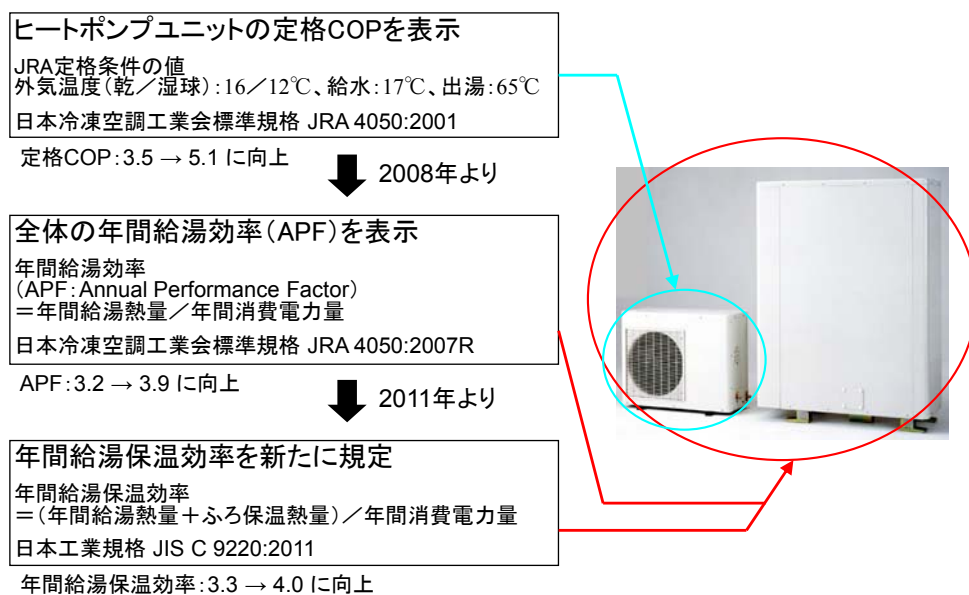 ヒートポンプユニットの定格COPを表示
JRA定格条件の値
外気温度(乾／湿球):16／12℃、給水:17℃、出湯:65℃
日本冷凍空調工業会標準規格 JRA 4050:2001
定格COP:3.5 → 5.1 に向上
2008年より
全体の年間給湯効率(APF)を表示
年間給湯効率
(APF:Annual Performance Factor)
＝年間給湯熱量／年間消費電力量
日本冷凍空調工業会標準規格 JRA 4050:2007R
APF:3.2 → 3.9 に向上
2011年より
年間給湯保温効率を新たに規定
年間給湯保温効率
＝(年間給湯熱量＋ふろ保温熱量)／年間消費電力量
日本工業規格 JIS C 9220:2011
年間給湯保温効率:3.3 → 4.0 に向上